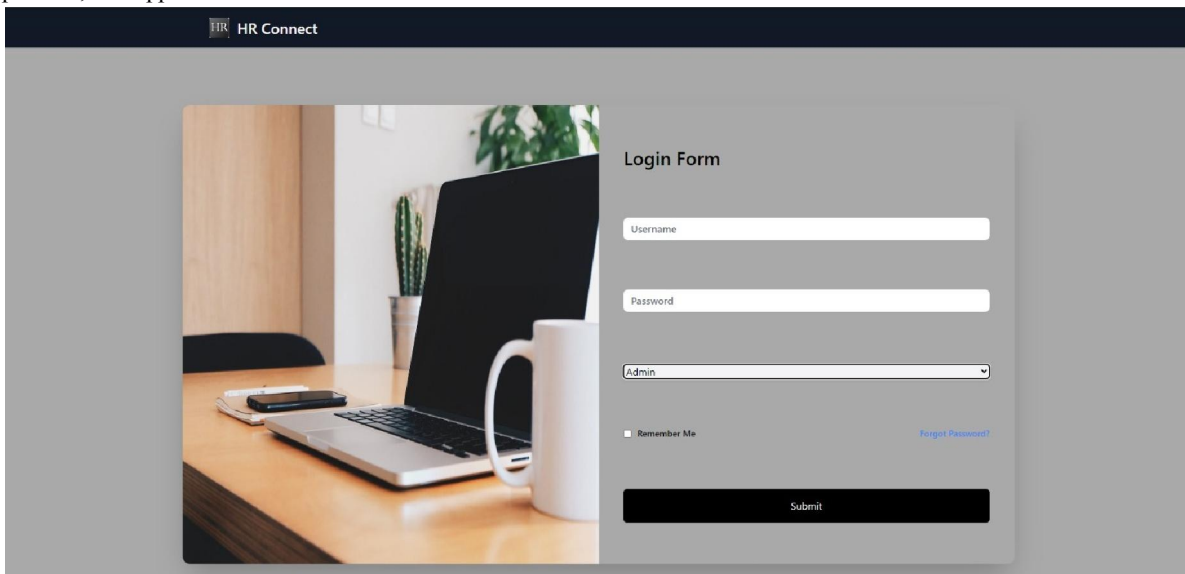 HR HR Connect
Login Form
Username
Password
Admin
Remember Me Forgot Password?
Submit